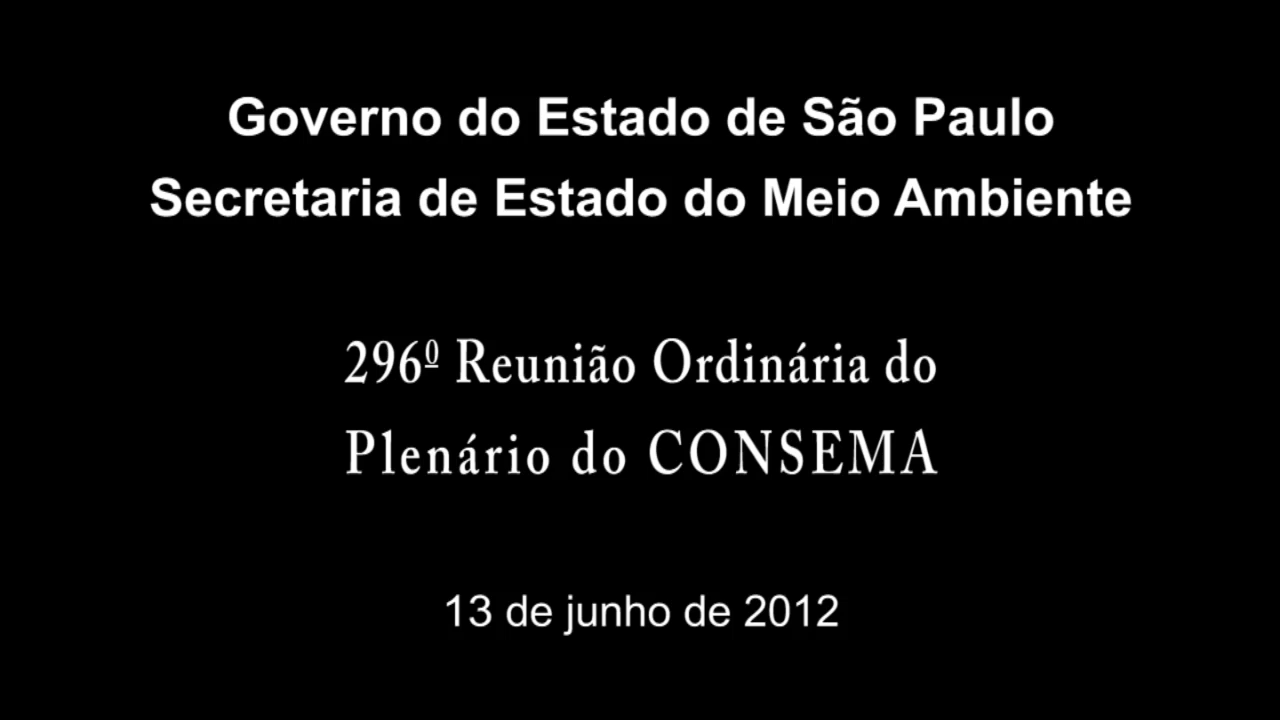 Governo do Estado de São Paulo
Secretaria de Estado do Meio Ambiente
296º Reunião Ordinária do
Plenário do CONSEMA
13 de junho de 2012